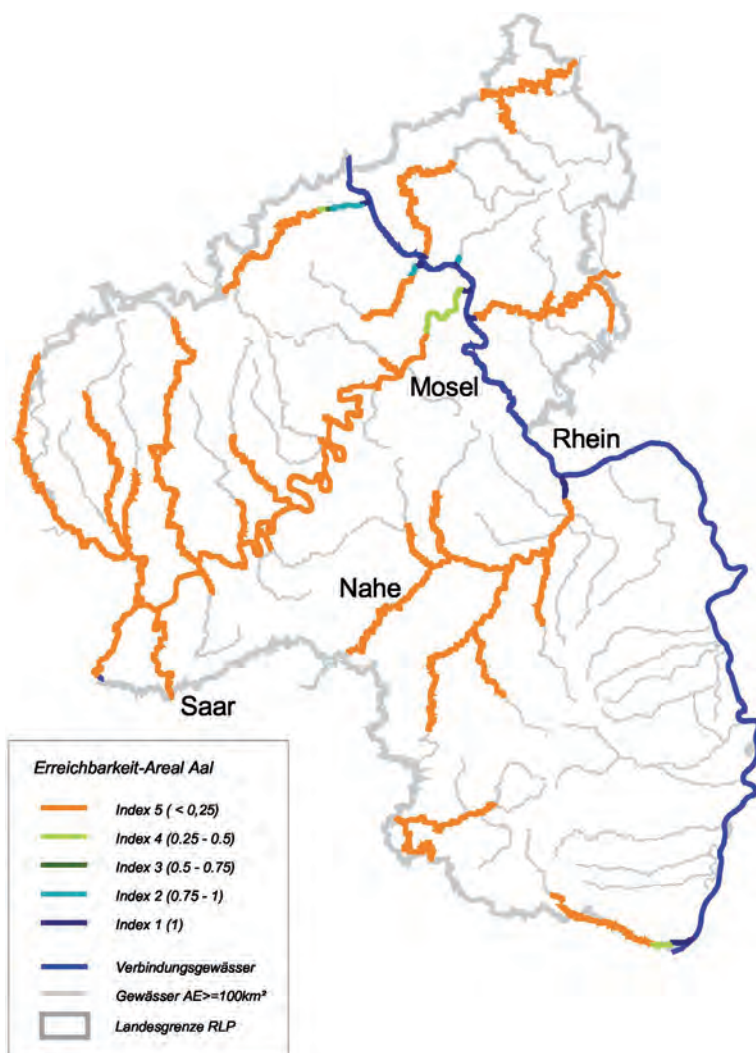 Mosel
Rhein
Nahe
Saar
Erreichbarkeit-Areal Aal
Index 5 ( < 0,25)
Index 4 (0.25 - 0.5)
Index 3 (0.5 - 0.75)
Index 2 (0.75 - 1)
Index 1 (1)
Verbindungsgewässer
Gewässer AE>=100km²
Landesgrenze RLP